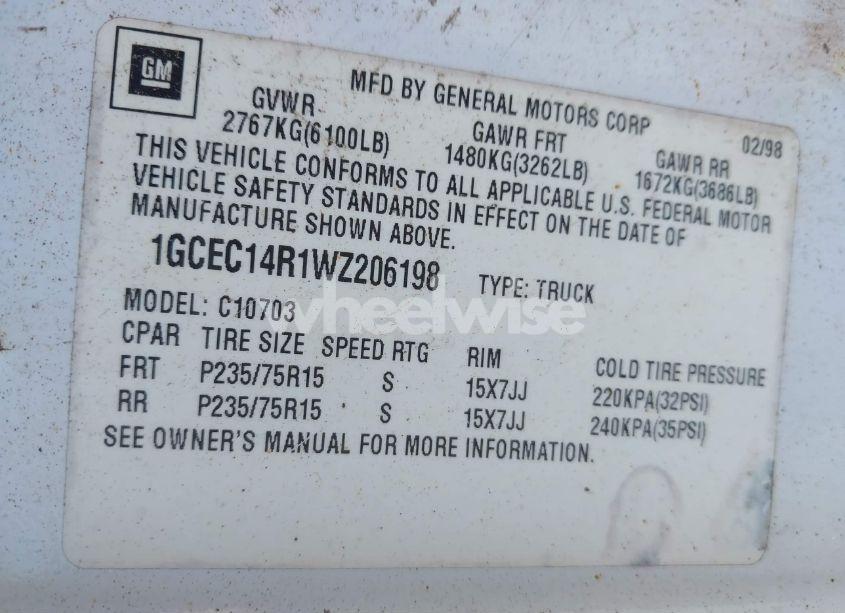 GM
MFD BY GENERAL MOTORS CORP 02/98
GVWR GAWR FRT GAWR RR
2767KG(6100LB) 1480KG(3262LB) 1672KG(3686LB)
THIS VEHICLE CONFORMS TO ALL APPLICABLE U.S. FEDERAL MOTOR
VEHICLE SAFETY STANDARDS IN EFFECT ON THE DATE OF
MANUFACTURE SHOWN ABOVE.
1GCEC14R1WZ206198 TYPE: TRUCK
MODEL: C10703
wheelwise
CPAR TIRE SIZE SPEED RTG RIM COLD TIRE PRESSURE
FRT P235/75R15 S 15X7JJ 220KPA(32PSI)
RR P235/75R15 S 15X7JJ 240KPA(35PSI)
SEE OWNER'S MANUAL FOR MORE INFORMATION.